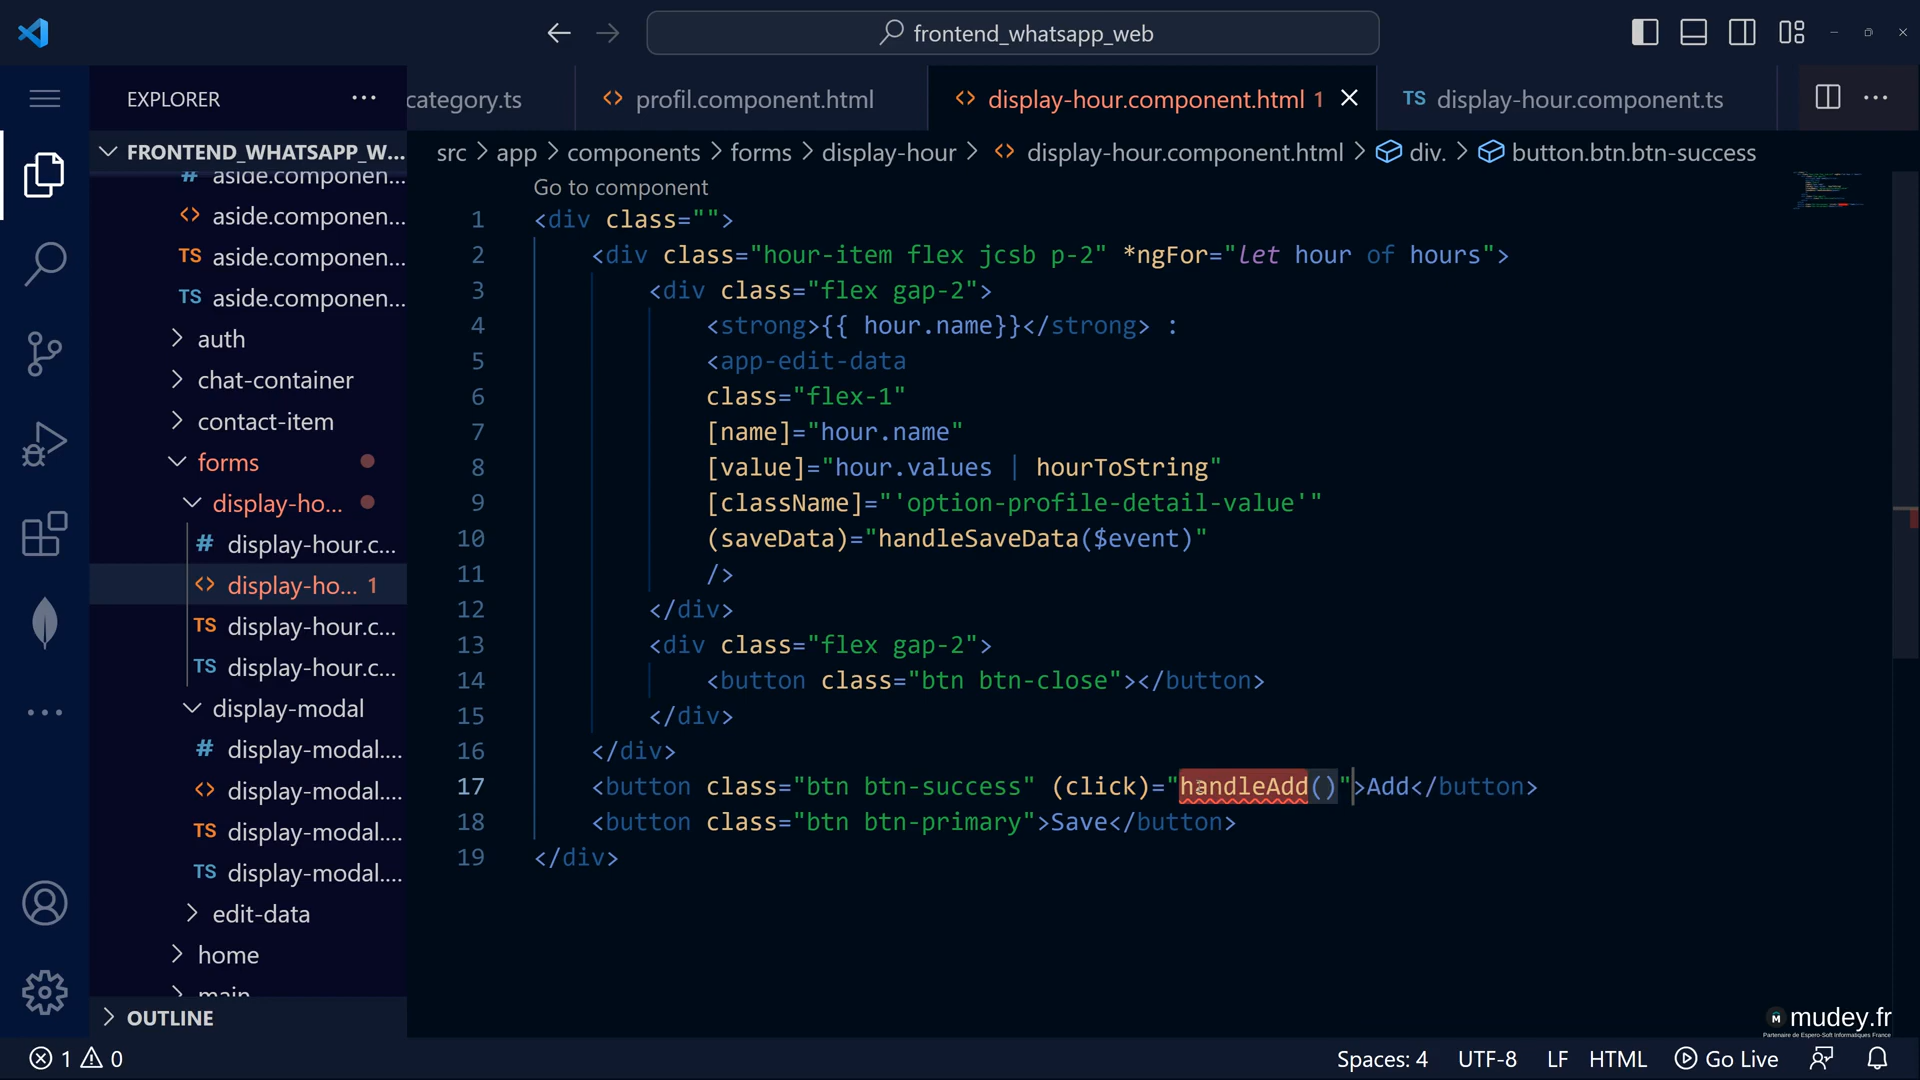 frontend_whatsapp_web
EXPLORER
category.ts
profil.component.html
display-hour.component.html 1
TS display-hour.component.ts
FRONTEND_WHATSAPP_W...
src > app > components > forms > display-hour > display-hour.component.html > div. > button.btn.btn-success
# aside.componen...
<> aside.componen...
TS aside.componen...
TS aside.componen...
auth
chat-container
contact-item
forms
display-ho...
# display-hour.c...
<> display-ho... 1
TS display-hour.c...
TS display-hour.c...
display-modal
# display-modal....
<> display-modal....
TS display-modal....
TS display-modal....
edit-data
home
main
OUTLINE
Go to component
1 <div class="">
2 <div class="hour-item flex jcsb p-2" *ngFor="let hour of hours">
3 <div class="flex gap-2">
4 <strong>{{ hour.name}}</strong> :
5 <app-edit-data
6 class="flex-1"
7 [name]="hour.name"
8 [value]="hour.values | hourToString"
9 [className]="'option-profile-detail-value'"
10 (saveData)="handleSaveData($event)"
11 />
12 </div>
13 <div class="flex gap-2">
14 <button class="btn btn-close"></button>
15 </div>
16 </div>
17 <button class="btn btn-success" (click)="handleAdd()">Add</button>
18 <button class="btn btn-primary">Save</button>
19 </div>
M mudey.fr
Partenaire de Espero-Soft Informatiques France
1 0
Spaces: 4
UTF-8
LF
HTML
Go Live